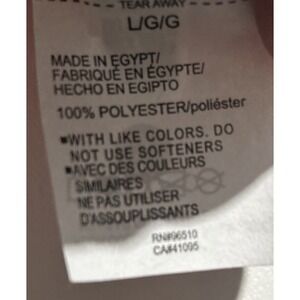 TEAR AWAY
L/G/G
MADE IN EGYPT/
FABRIQUÉ EN ÉGYPTE/
HECHO EN EGIPTO
100% POLYESTER/poliéster
▪WITH LIKE COLORS. DO
NOT USE SOFTENERS
▪AVEC DES COULEURS
SIMILAIRES
NE PAS UTILISER
D'ASSOUPLISSANTS
RN#96510
CA#41095